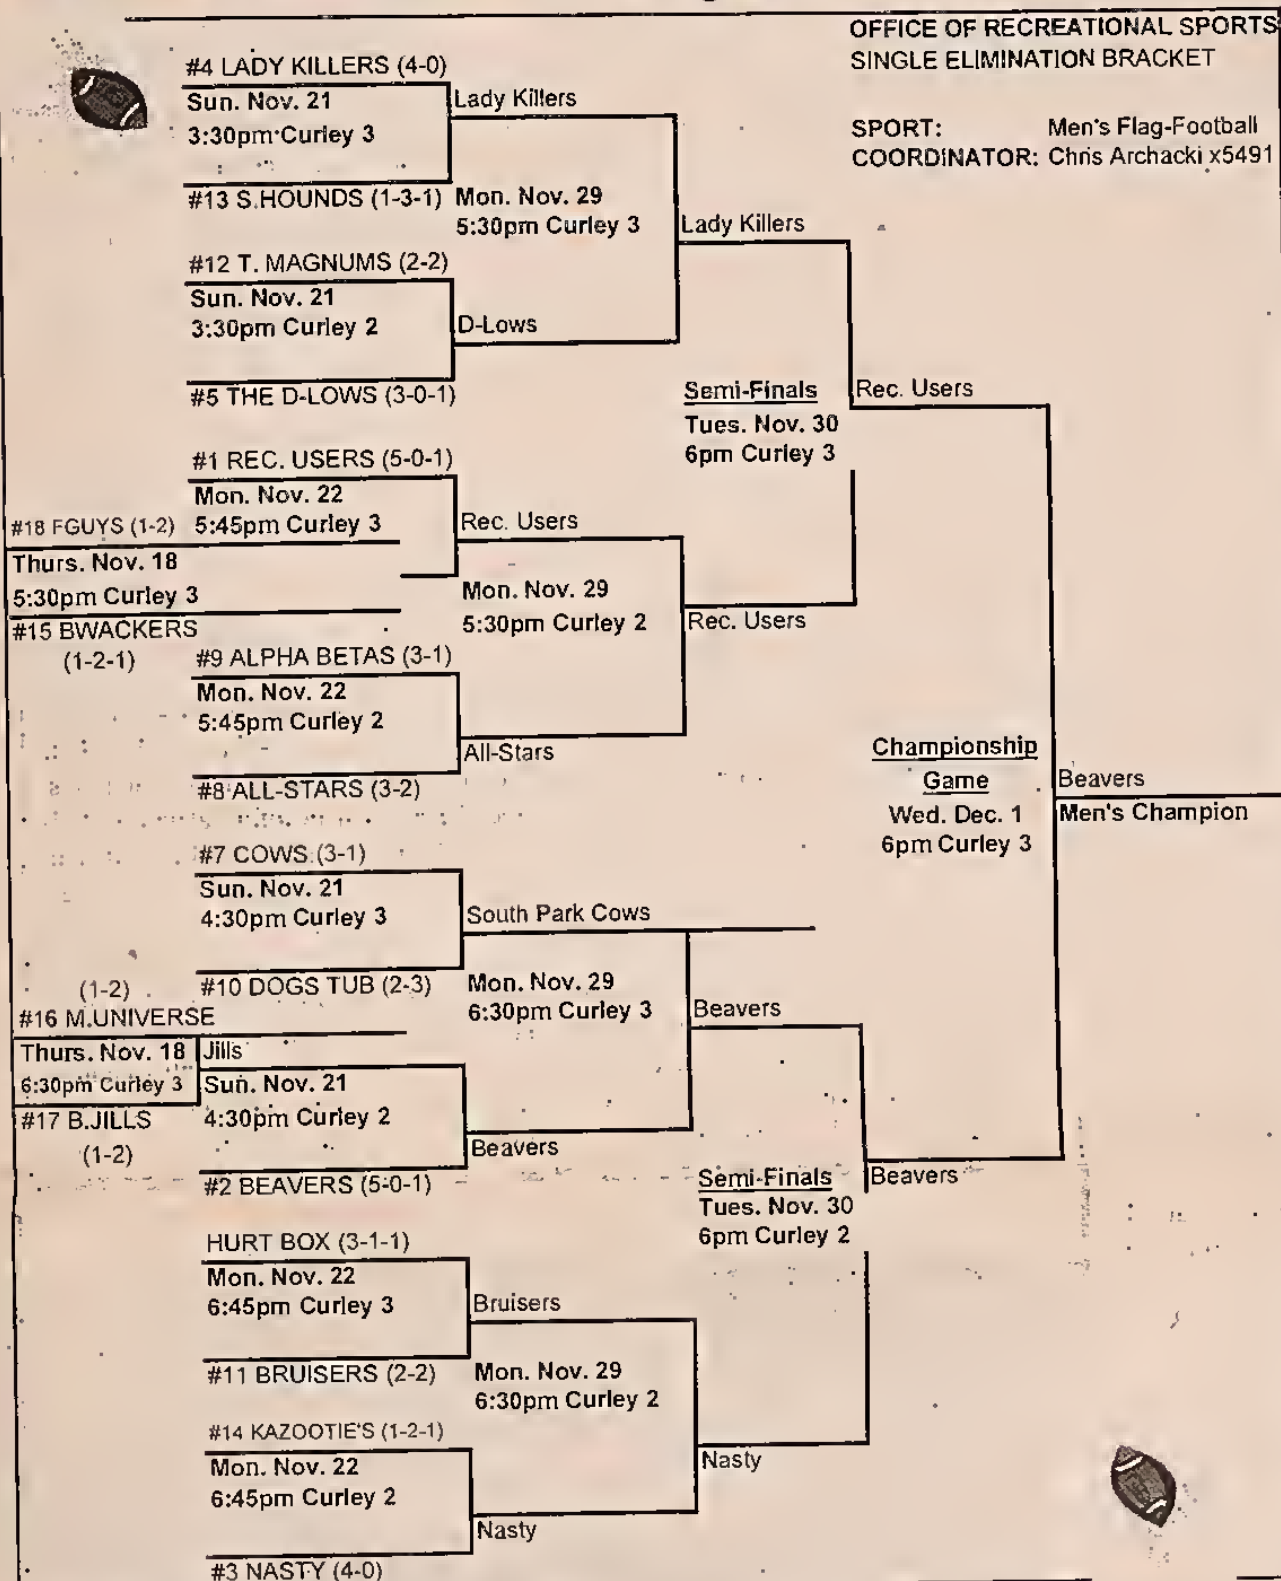 OFFICE OF RECREATIONAL SPORTS
SINGLE ELIMINATION BRACKET
SPORT: Men's Flag-Football
COORDINATOR: Chris Archacki x5491
#4 LADY KILLERS (4-0)
Sun. Nov. 21
3:30pm Curley 3
Lady Killers
#13 S.HOUNDS (1-3-1)
Mon. Nov. 29
5:30pm Curley 3
Lady Killers
#12 T. MAGNUMS (2-2)
Sun. Nov. 21
3:30pm Curley 2
D-Lows
#5 THE D-LOWS (3-0-1)
Semi-Finals
Tues. Nov. 30
6pm Curley 3
Rec. Users
#1 REC. USERS (5-0-1)
Mon. Nov. 22
5:45pm Curley 3
#18 FGUYS (1-2)
Rec. Users
Thurs. Nov. 18
5:30pm Curley 3
Mon. Nov. 29
5:30pm Curley 2
Rec. Users
#15 BWACKERS
(1-2-1)
#9 ALPHA BETAS (3-1)
Mon. Nov. 22
5:45pm Curley 2
All-Stars
#8 ALL-STARS (3-2)
Championship
Game
Wed. Dec. 1
6pm Curley 3
Beavers
Men's Champion
#7 COWS (3-1)
Sun. Nov. 21
4:30pm Curley 3
South Park Cows
#10 DOGS TUB (2-3)
Mon. Nov. 29
6:30pm Curley 3
Beavers
(1-2)
#16 M.UNIVERSE
Thurs. Nov. 18
6:30pm Curley 3
Jills
Sun. Nov. 21
4:30pm Curley 2
#17 B.JILLS
(1-2)
Beavers
#2 BEAVERS (5-0-1)
Semi-Finals
Tues. Nov. 30
6pm Curley 2
Beavers
HURT BOX (3-1-1)
Mon. Nov. 22
6:45pm Curley 3
Bruisers
#11 BRUISERS (2-2)
Mon. Nov. 29
6:30pm Curley 2
#14 KAZOOTIE'S (1-2-1)
Mon. Nov. 22
6:45pm Curley 2
Nasty
Nasty
#3 NASTY (4-0)